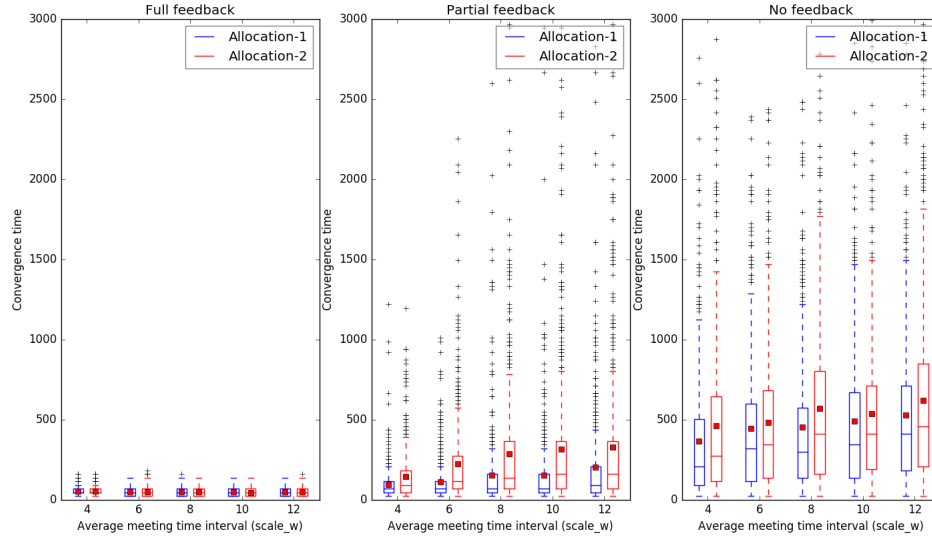 Full feedback
Partial feedback
No feedback
Allocation-1
Allocation-2
Allocation-1
Allocation-2
Allocation-1
Allocation-2
Convergence time
3000
2500
2000
1500
1000
500
0
4 6 8 10 12
Average meeting time interval (scale_w)
Convergence time
3000
2500
2000
1500
1000
500
0
4 6 8 10 12
Average meeting time interval (scale_w)
Convergence time
3000
2500
2000
1500
1000
500
0
4 6 8 10 12
Average meeting time interval (scale_w)